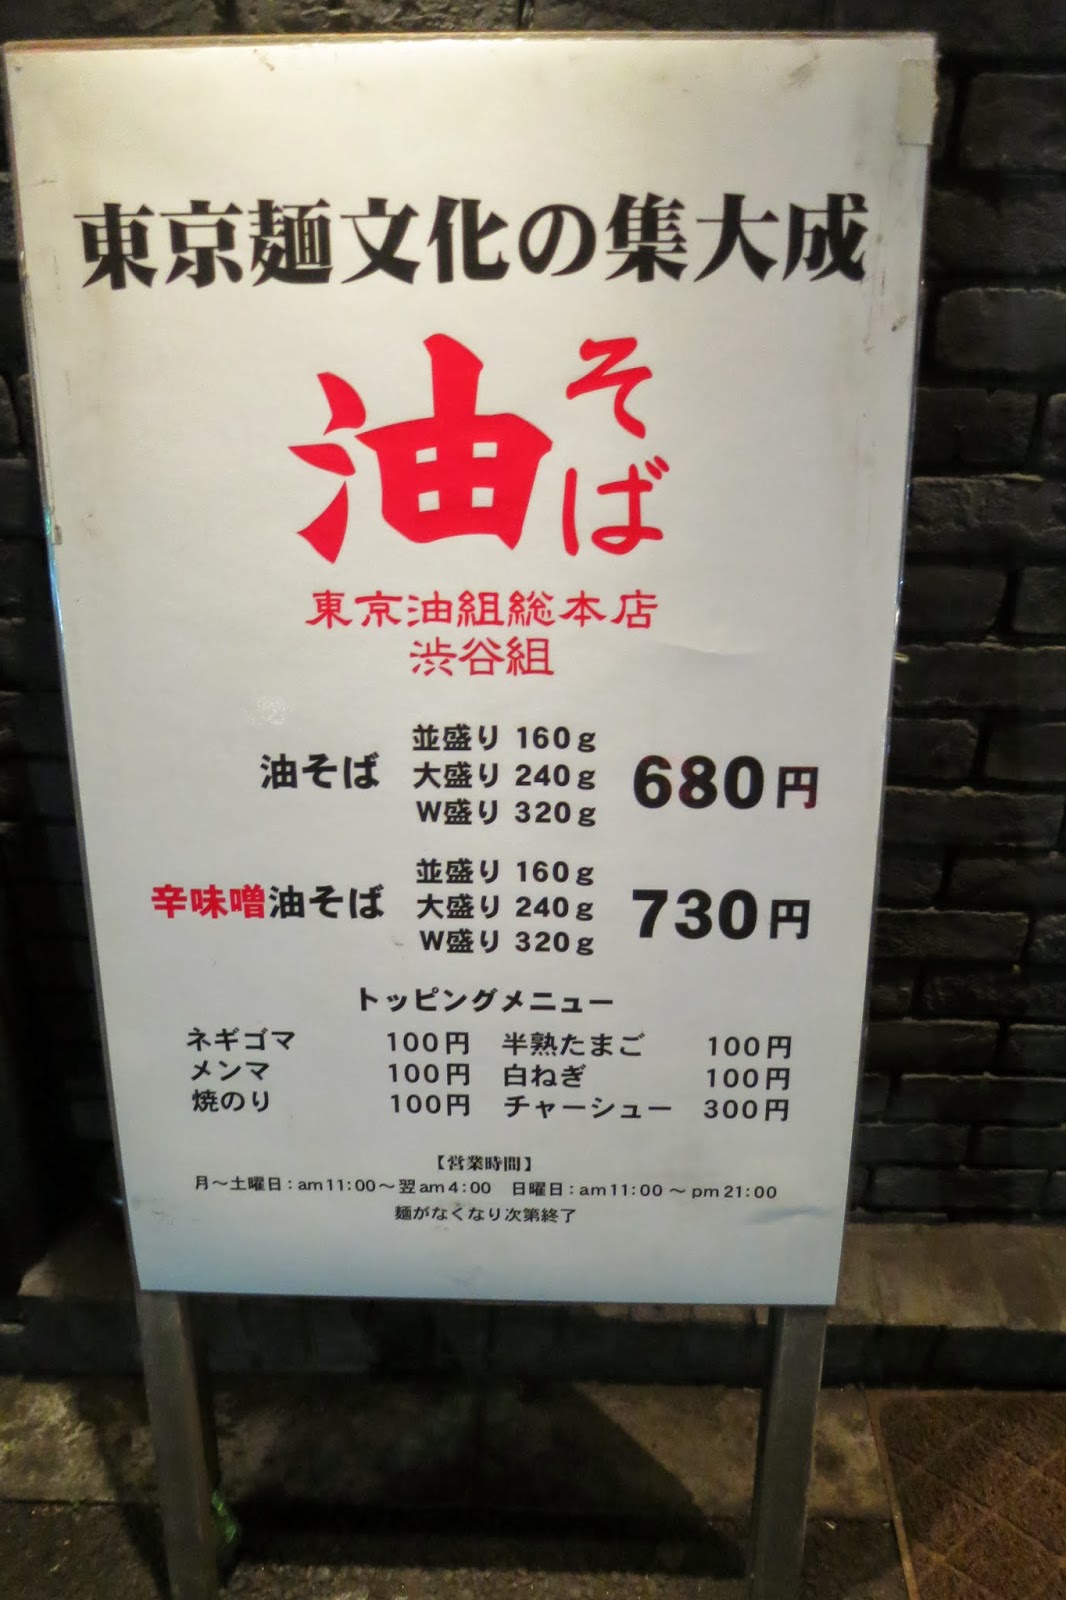 東京麺文化の集大成
油そば
東京油組総本店
渋谷組
油そば 並盛り 160g 大盛り 240g W盛り 320g 680円
辛味噌油そば 並盛り 160g 大盛り 240g W盛り 320g 730円
トッピングメニュー
ネギゴマ 100円 半熟たまご 100円
メンマ 100円 白ねぎ 100円
焼のり 100円 チャーシュー 300円
【営業時間】
月〜土曜日:am11:00〜翌am4:00 日曜日:am11:00〜pm21:00
麺がなくなり次第終了